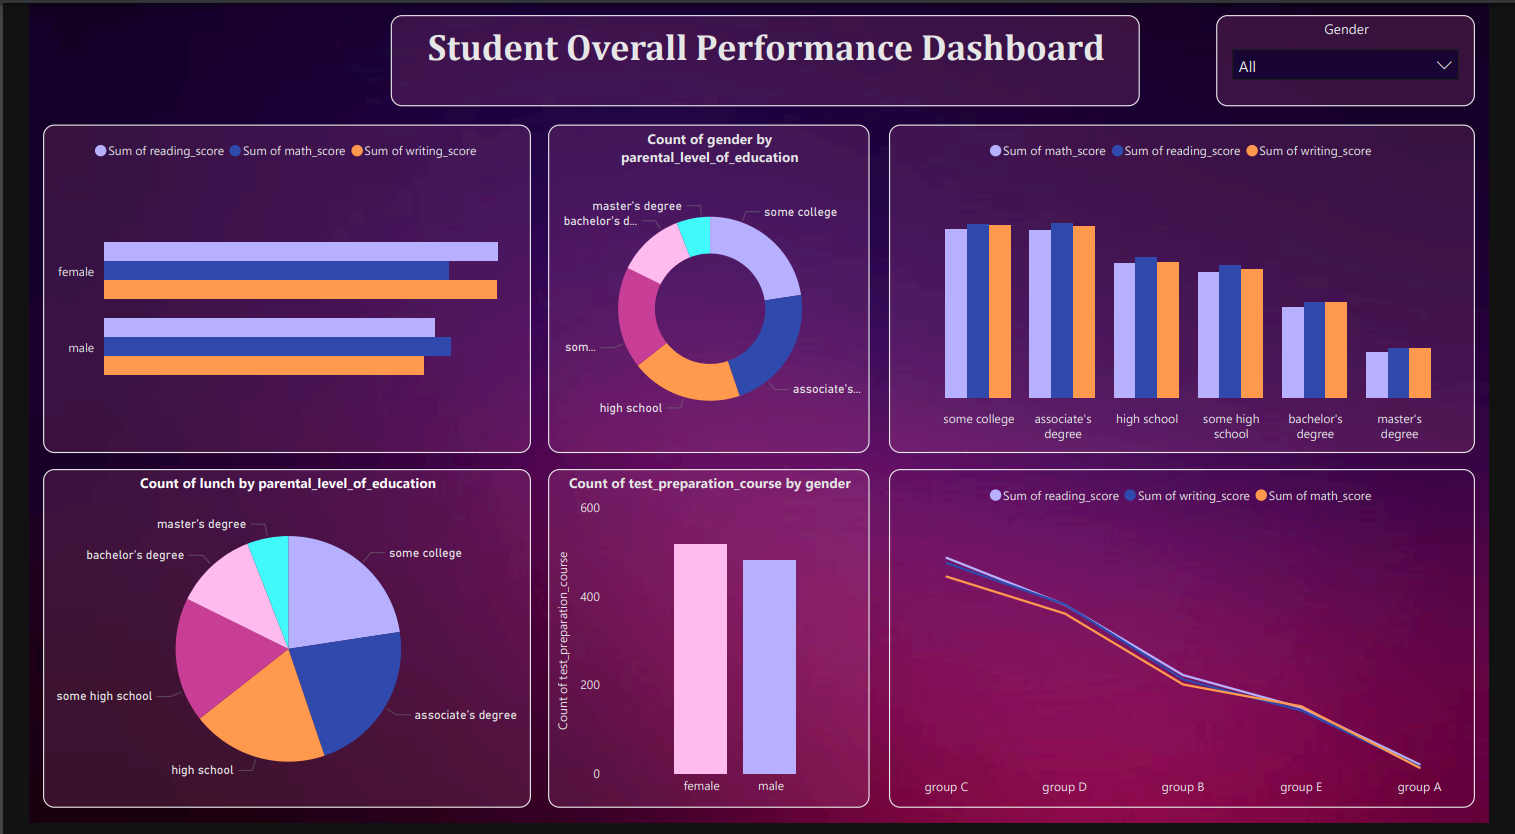 Student Overall Performance Dashboard
Gender
All
Sum of reading_score Sum of math_score Sum of writing_score
female
male
Count of gender by
parental_level_of_education
master's degree
bachelor's d...
some college
som...
associate's...
high school
Sum of math_score Sum of reading_score Sum of writing_score
some college
associate's
degree
high school
some high
school
bachelor's
degree
master's
degree
Count of lunch by parental_level_of_education
master's degree
bachelor's degree
some college
some high school
associate's degree
high school
Count of test_preparation_course by gender
Count of test_preparation_course
600
400
200
0
female
male
Sum of reading_score Sum of writing_score Sum of math_score
group C
group D
group B
group E
group A